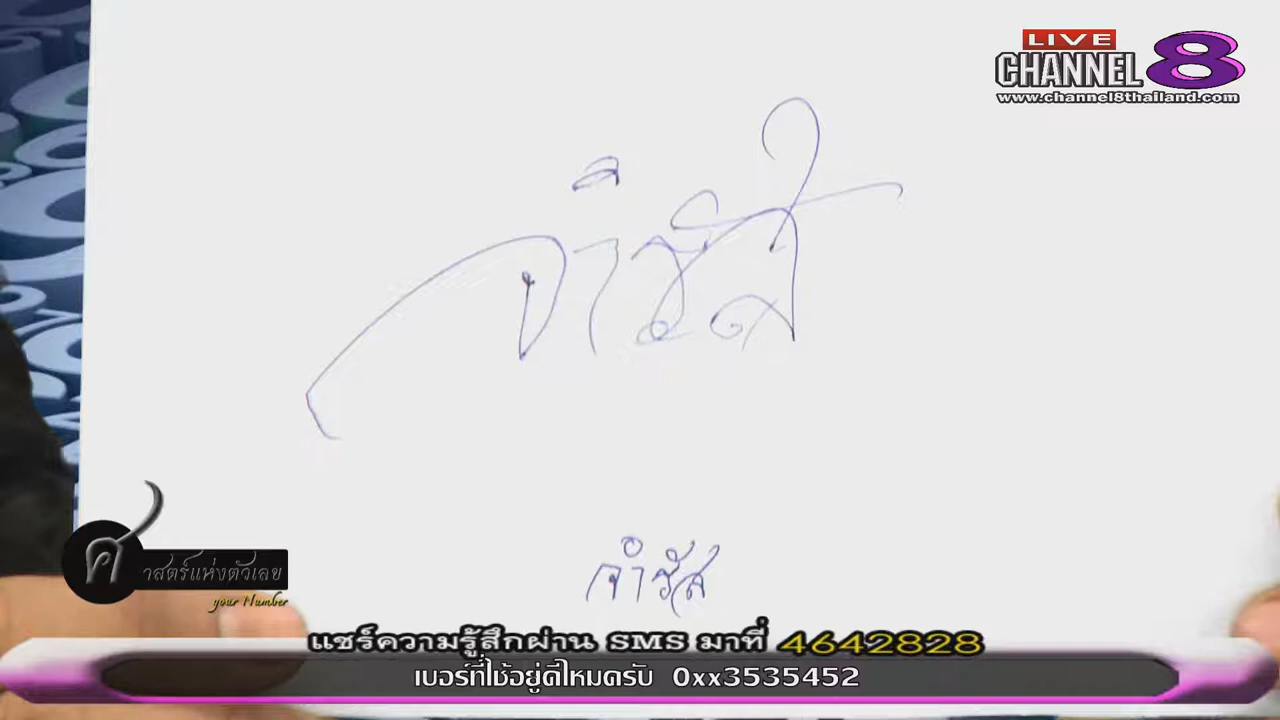 LIVE
CHANNEL 8
www.channel8thailand.com
จำรัส
จำรัส
ศาสตร์แห่งตัวเลข
your Number
แชร์ความรู้สึกผ่าน SMS มาที่ 4642828
เบอร์ที่ใช้อยู่ดีไหมครับ 0xx3535452